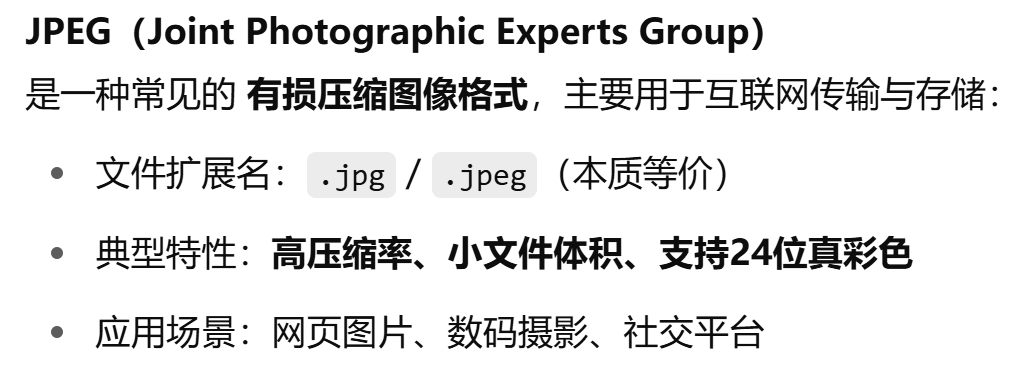 JPEG（Joint Photographic Experts Group）
是一种常见的 有损压缩图像格式，主要用于互联网传输与存储：
• 文件扩展名： .jpg / .jpeg （本质等价）
• 典型特性：高压缩率、小文件体积、支持24位真彩色
• 应用场景：网页图片、数码摄影、社交平台